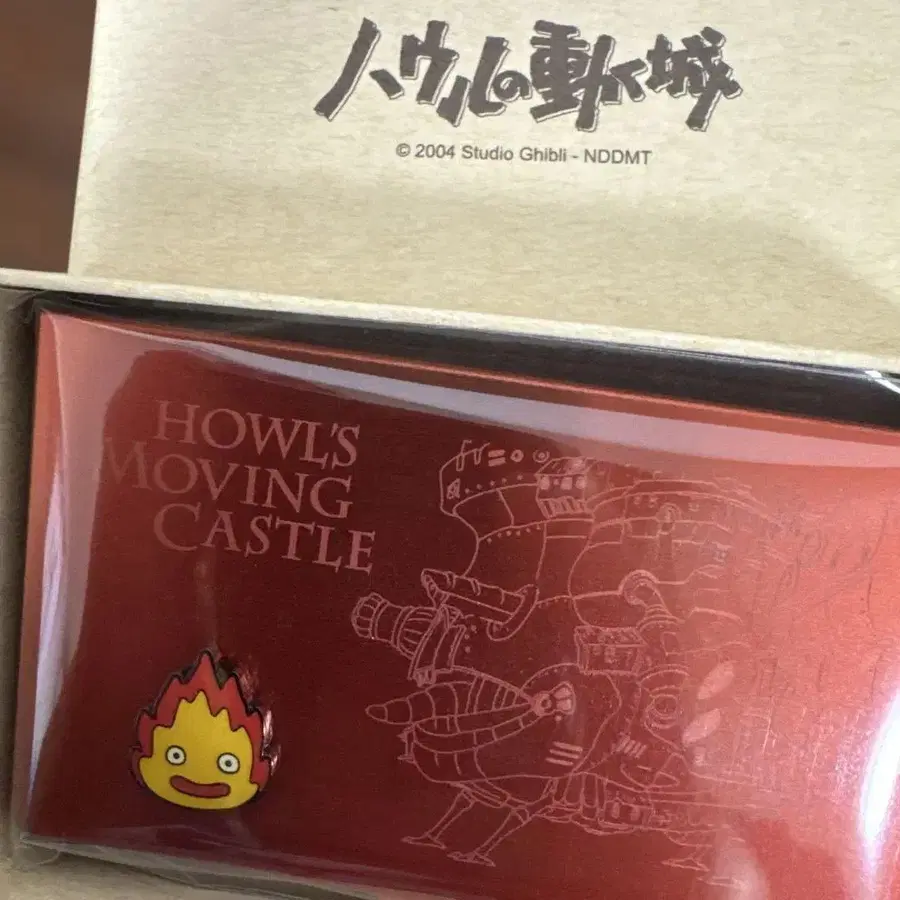 ハウルの動く城
© 2004 Studio Ghibli - NDDMT
HOWL'S
MOVING
CASTLE